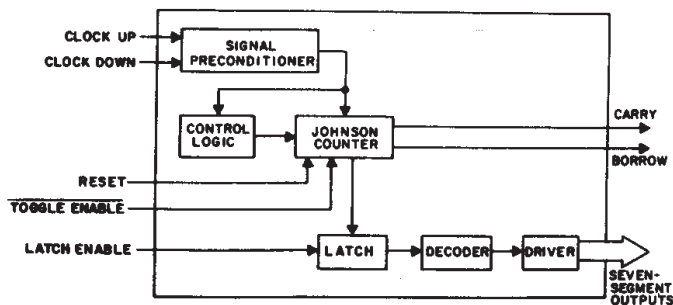 CLOCK UP
CLOCK DOWN
SIGNAL
PRECONDITIONER
CONTROL
LOGIC
JOHNSON
COUNTER
CARRY
BORROW
RESET
TOGGLE ENABLE
LATCH ENABLE
LATCH
DECODER
DRIVER
SEVEN-
SEGMENT
OUTPUTS